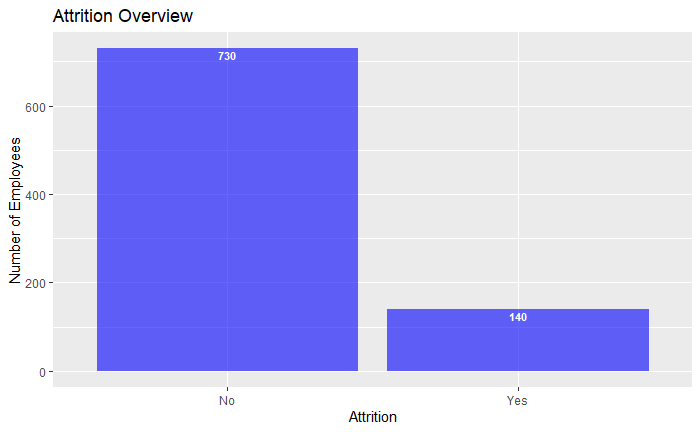 Attrition Overview
730
600
400
200
0
140
Number of Employees
No
Yes
Attrition